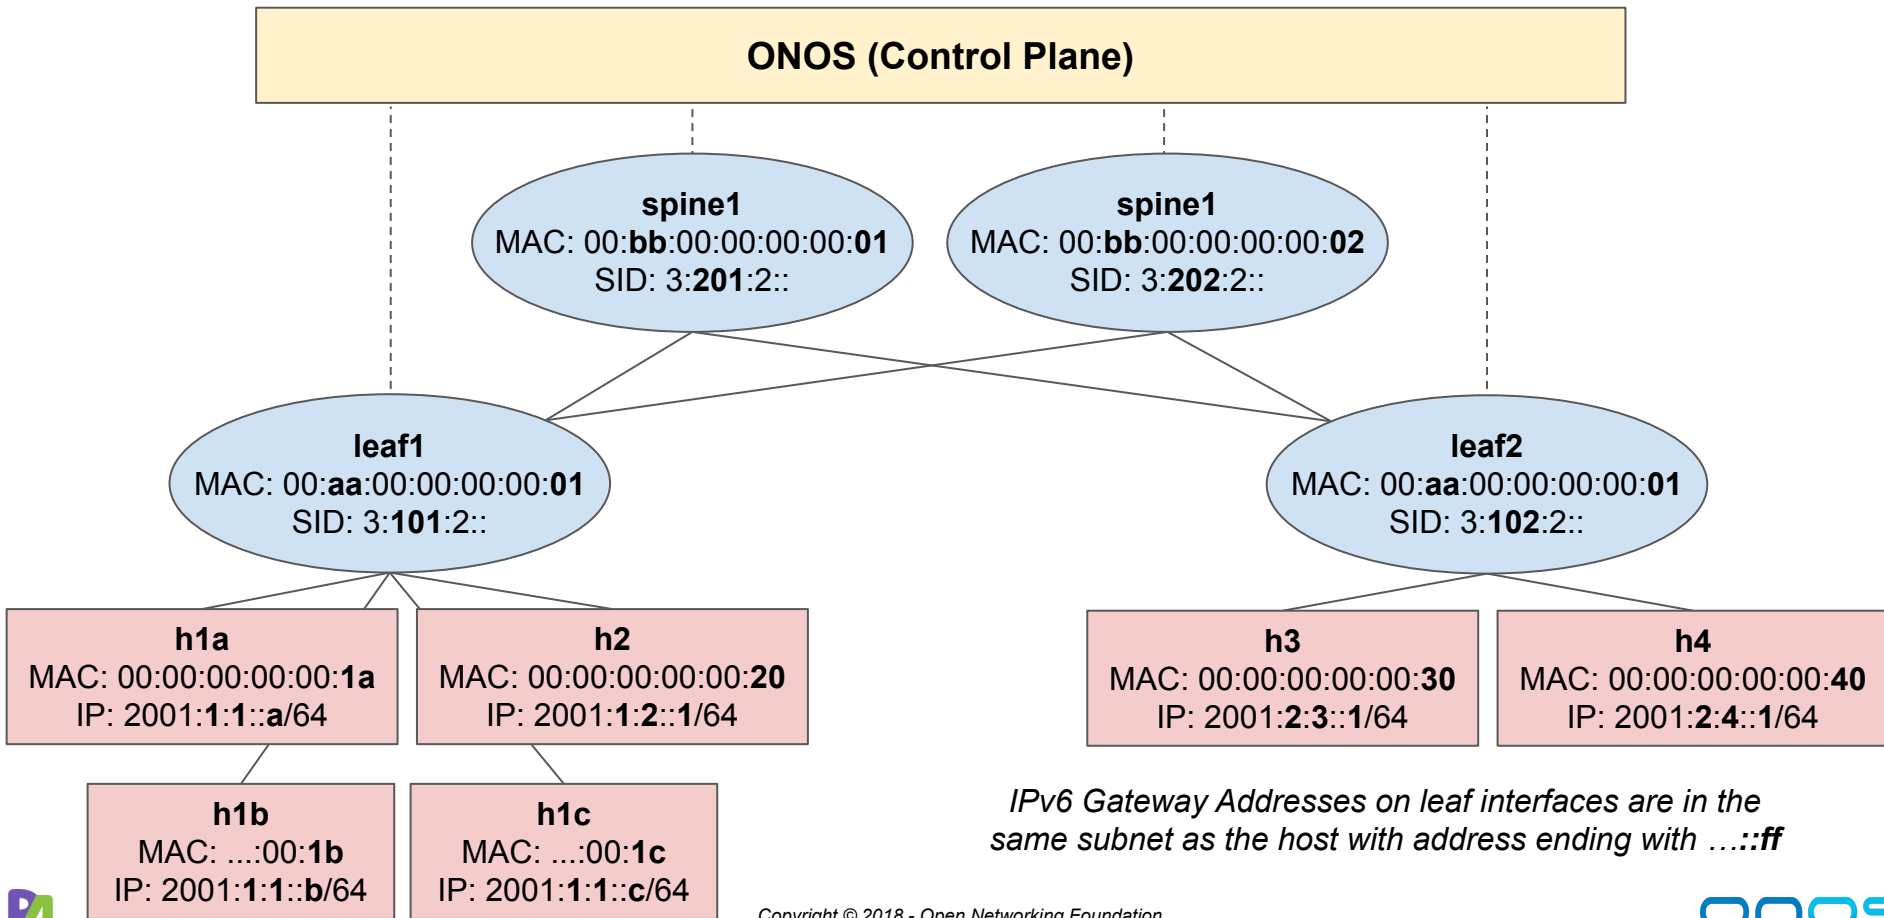 ONOS (Control Plane)
spine1
MAC: 00:bb:00:00:00:00:01
SID: 3:201:2::
spine1
MAC: 00:bb:00:00:00:00:02
SID: 3:202:2::
leaf1
MAC: 00:aa:00:00:00:00:01
SID: 3:101:2::
leaf2
MAC: 00:aa:00:00:00:00:01
SID: 3:102:2::
h1a
MAC: 00:00:00:00:00:1a
IP: 2001:1:1::a/64
h2
MAC: 00:00:00:00:00:20
IP: 2001:1:2::1/64
h3
MAC: 00:00:00:00:00:30
IP: 2001:2:3::1/64
h4
MAC: 00:00:00:00:00:40
IP: 2001:2:4::1/64
h1b
MAC: ...:00:1b
IP: 2001:1:1::b/64
h1c
MAC: ...:00:1c
IP: 2001:1:1::c/64
IPv6 Gateway Addresses on leaf interfaces are in the
same subnet as the host with address ending with …::ff
Copyright © 2018 - Open Networking Foundation